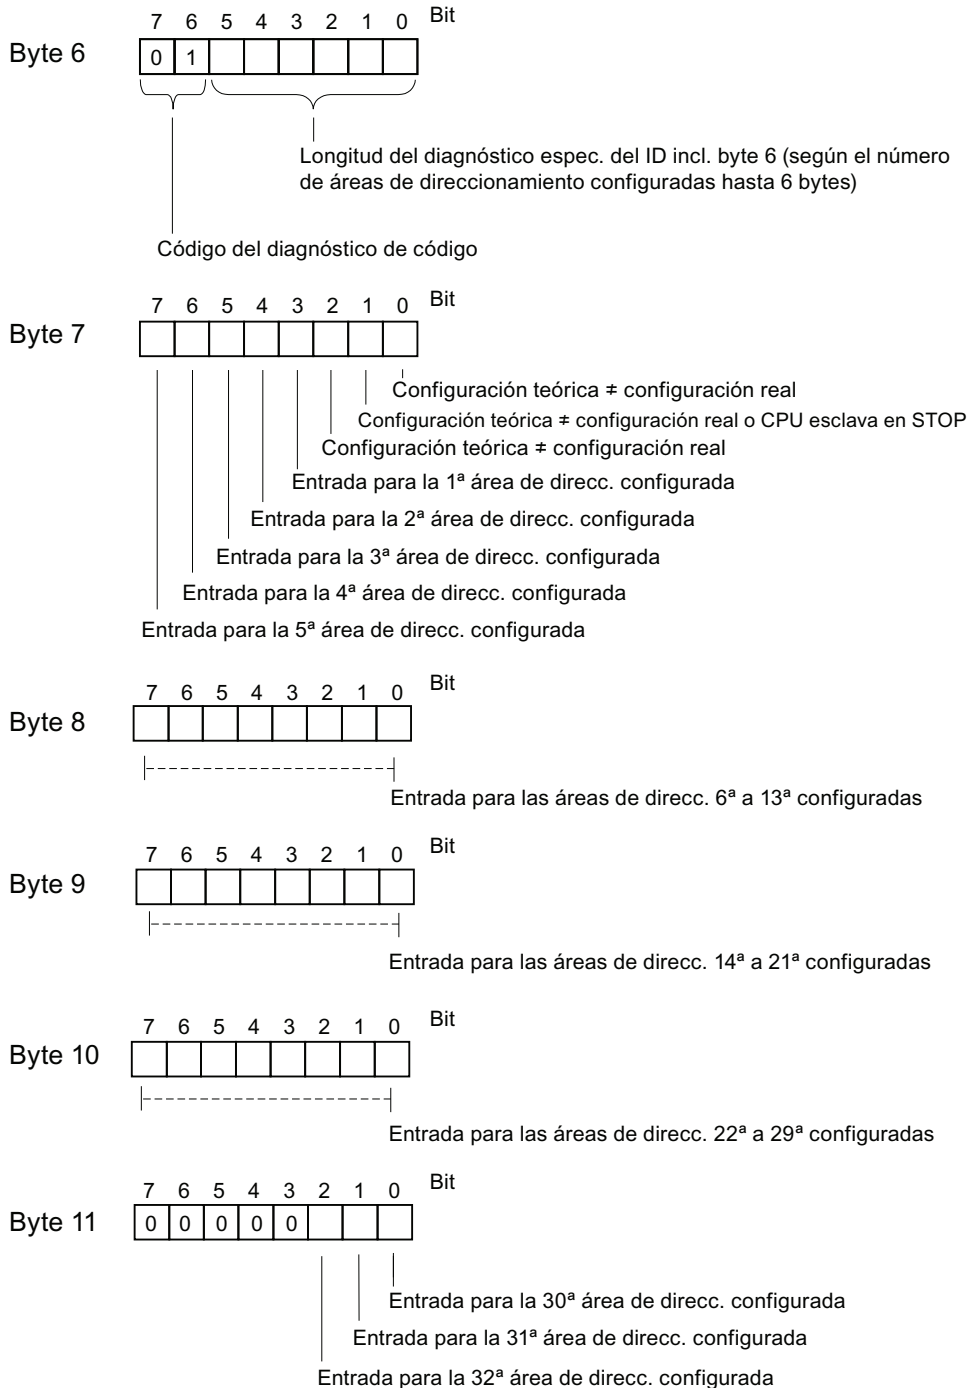 7 6 5 4 3 2 1 0 Bit
Byte 6 0 1
Longitud del diagnóstico espec. del ID incl. byte 6 (según el número
de áreas de direccionamiento configuradas hasta 6 bytes)
Código del diagnóstico de código
7 6 5 4 3 2 1 0 Bit
Byte 7
Configuración teórica ≠ configuración real
Configuración teórica ≠ configuración real o CPU esclava en STOP
Configuración teórica ≠ configuración real
Entrada para la 1ª área de direcc. configurada
Entrada para la 2ª área de direcc. configurada
Entrada para la 3ª área de direcc. configurada
Entrada para la 4ª área de direcc. configurada
Entrada para la 5ª área de direcc. configurada
7 6 5 4 3 2 1 0 Bit
Byte 8
Entrada para las áreas de direcc. 6ª a 13ª configuradas
7 6 5 4 3 2 1 0 Bit
Byte 9
Entrada para las áreas de direcc. 14ª a 21ª configuradas
7 6 5 4 3 2 1 0 Bit
Byte 10
Entrada para las áreas de direcc. 22ª a 29ª configuradas
7 6 5 4 3 2 1 0 Bit
Byte 11 0 0 0 0 0
Entrada para la 30ª área de direcc. configurada
Entrada para la 31ª área de direcc. configurada
Entrada para la 32ª área de direcc. configurada